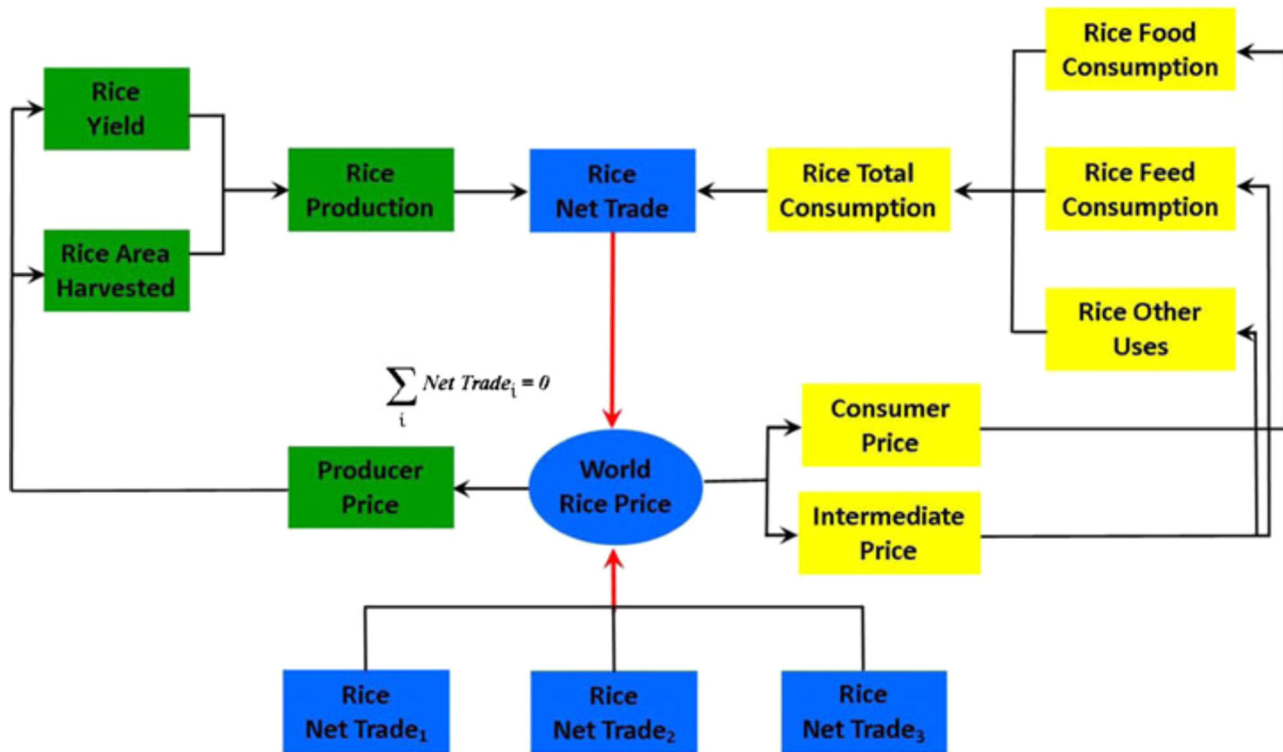 Rice Food
Consumption
Rice
Yield
Rice
Production
Rice
Net Trade
Rice Total
Consumption
Rice Feed
Consumption
Rice Area
Harvested
Rice Other
Uses
∑ Net Trade i = 0
i
Consumer
Price
Producer
Price
World
Rice Price
Intermediate
Price
Rice
Net Trade₁
Rice
Net Trade₂
Rice
Net Trade₃